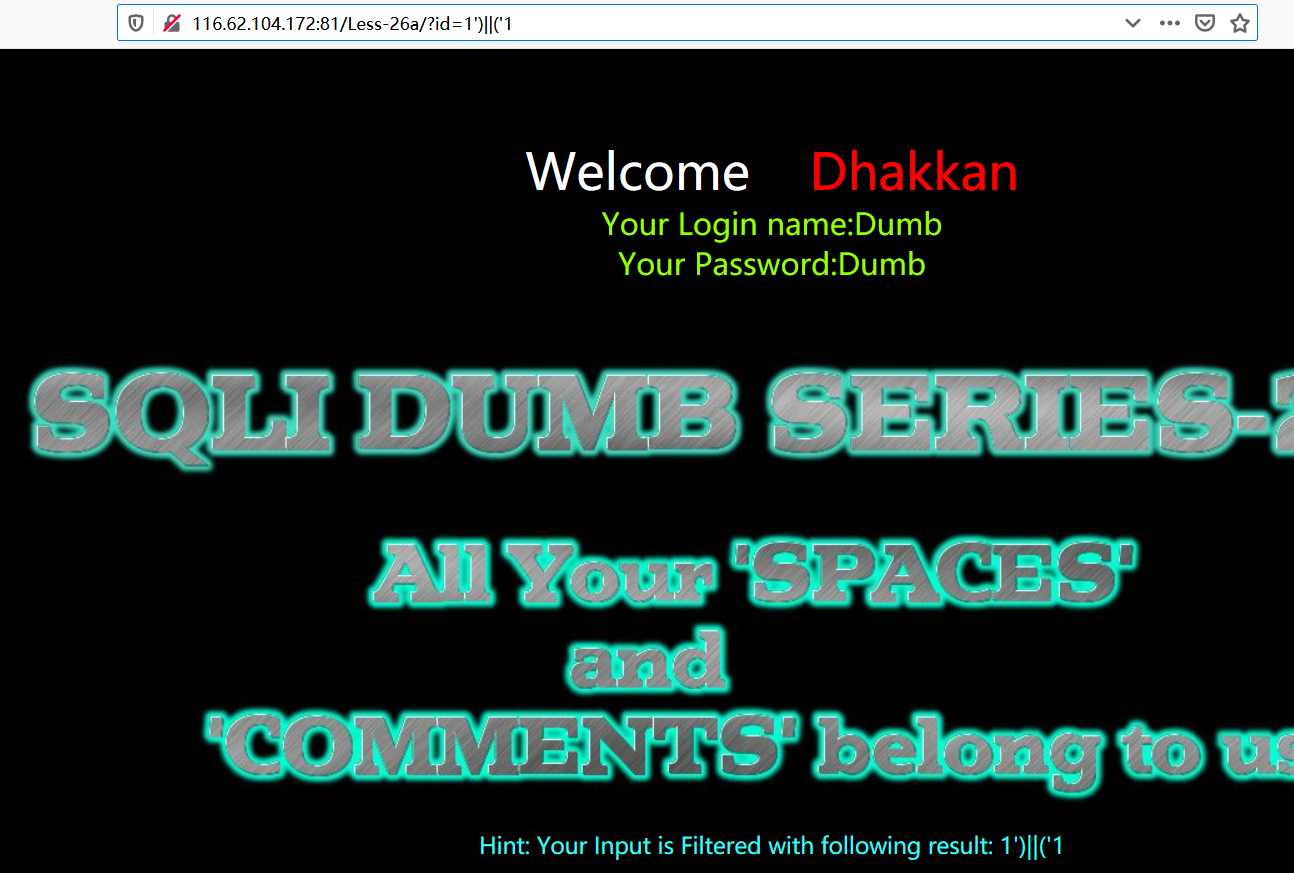 116.62.104.172:81/Less-26a/?id=1')||('1
Welcome Dhakkan
Your Login name:Dumb
Your Password:Dumb
SQLI DUMB SERIES-2
All Your 'SPACES'
and
'COMMENTS' belong to us
Hint: Your Input is Filtered with following result: 1')||('1